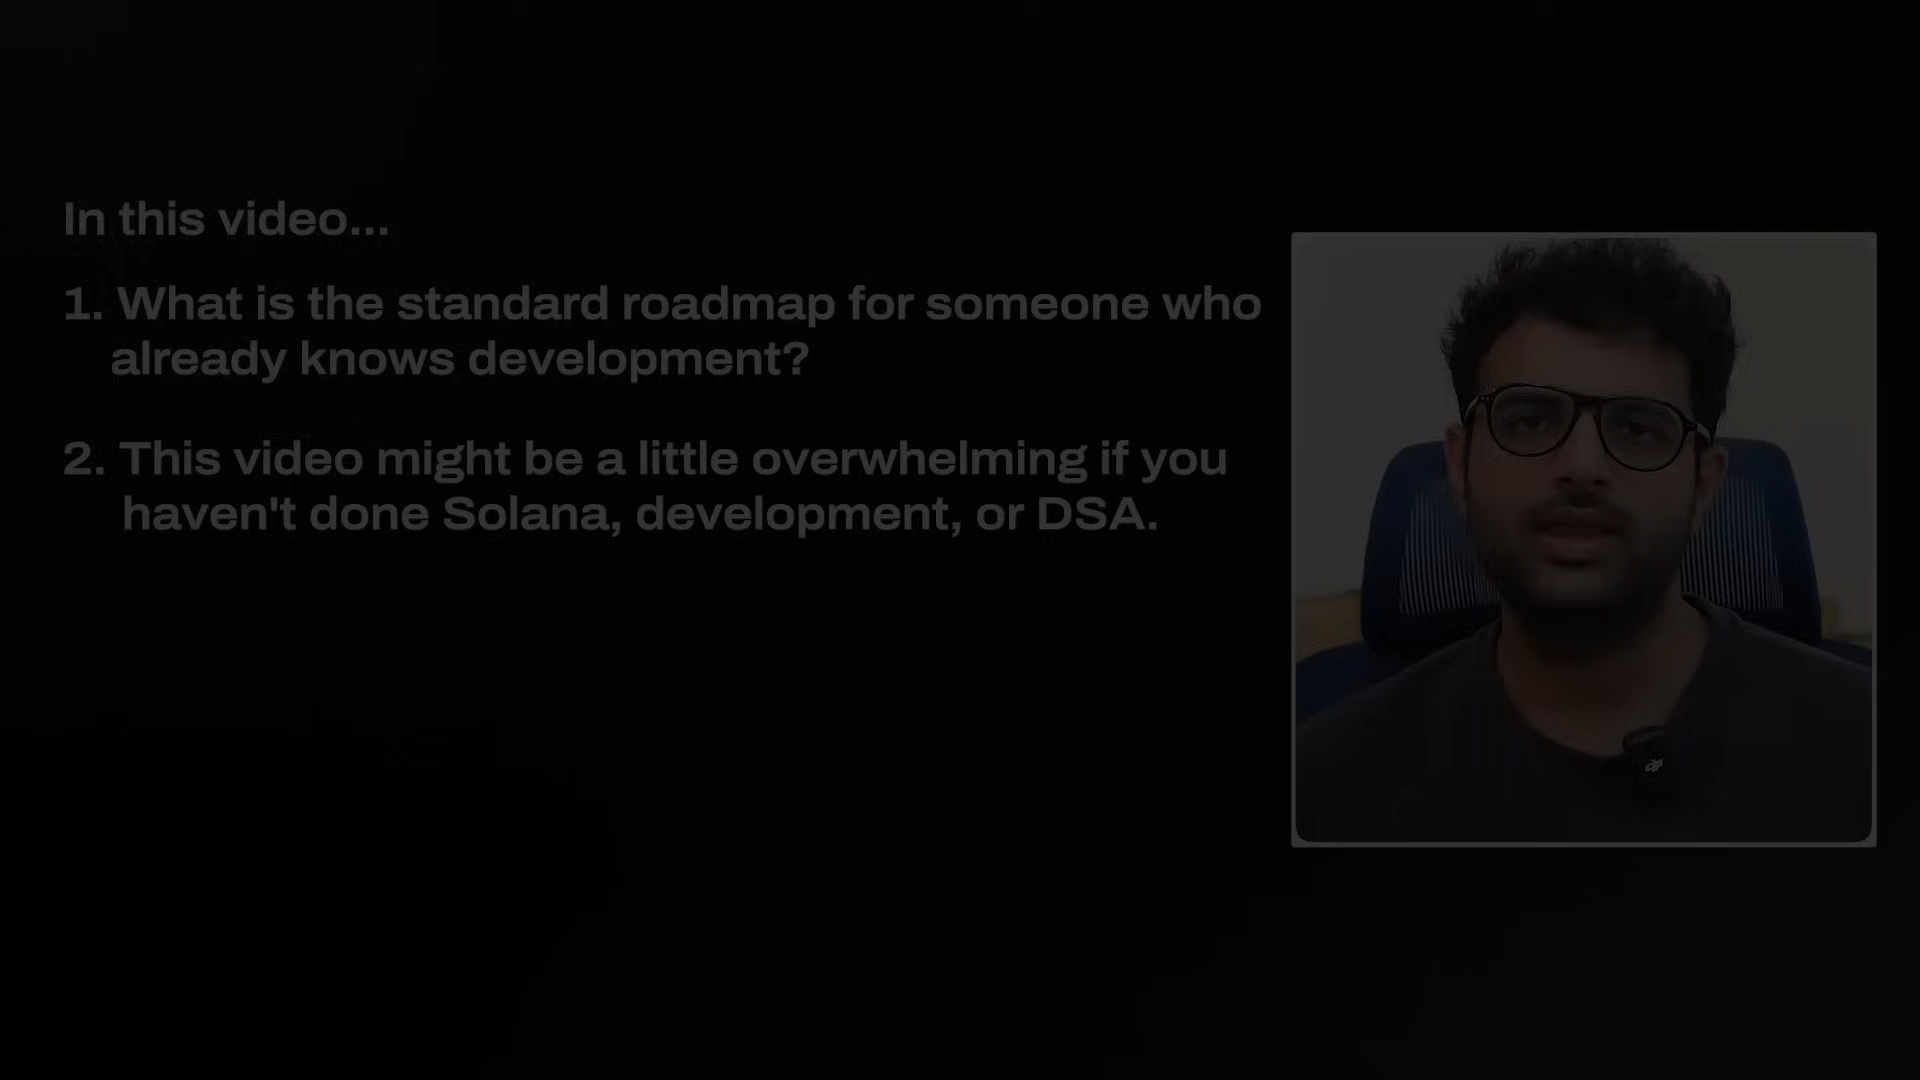 In this video...
1. What is the standard roadmap for someone who
already knows development?
2. This video might be a little overwhelming if you
haven't done Solana, development, or DSA.